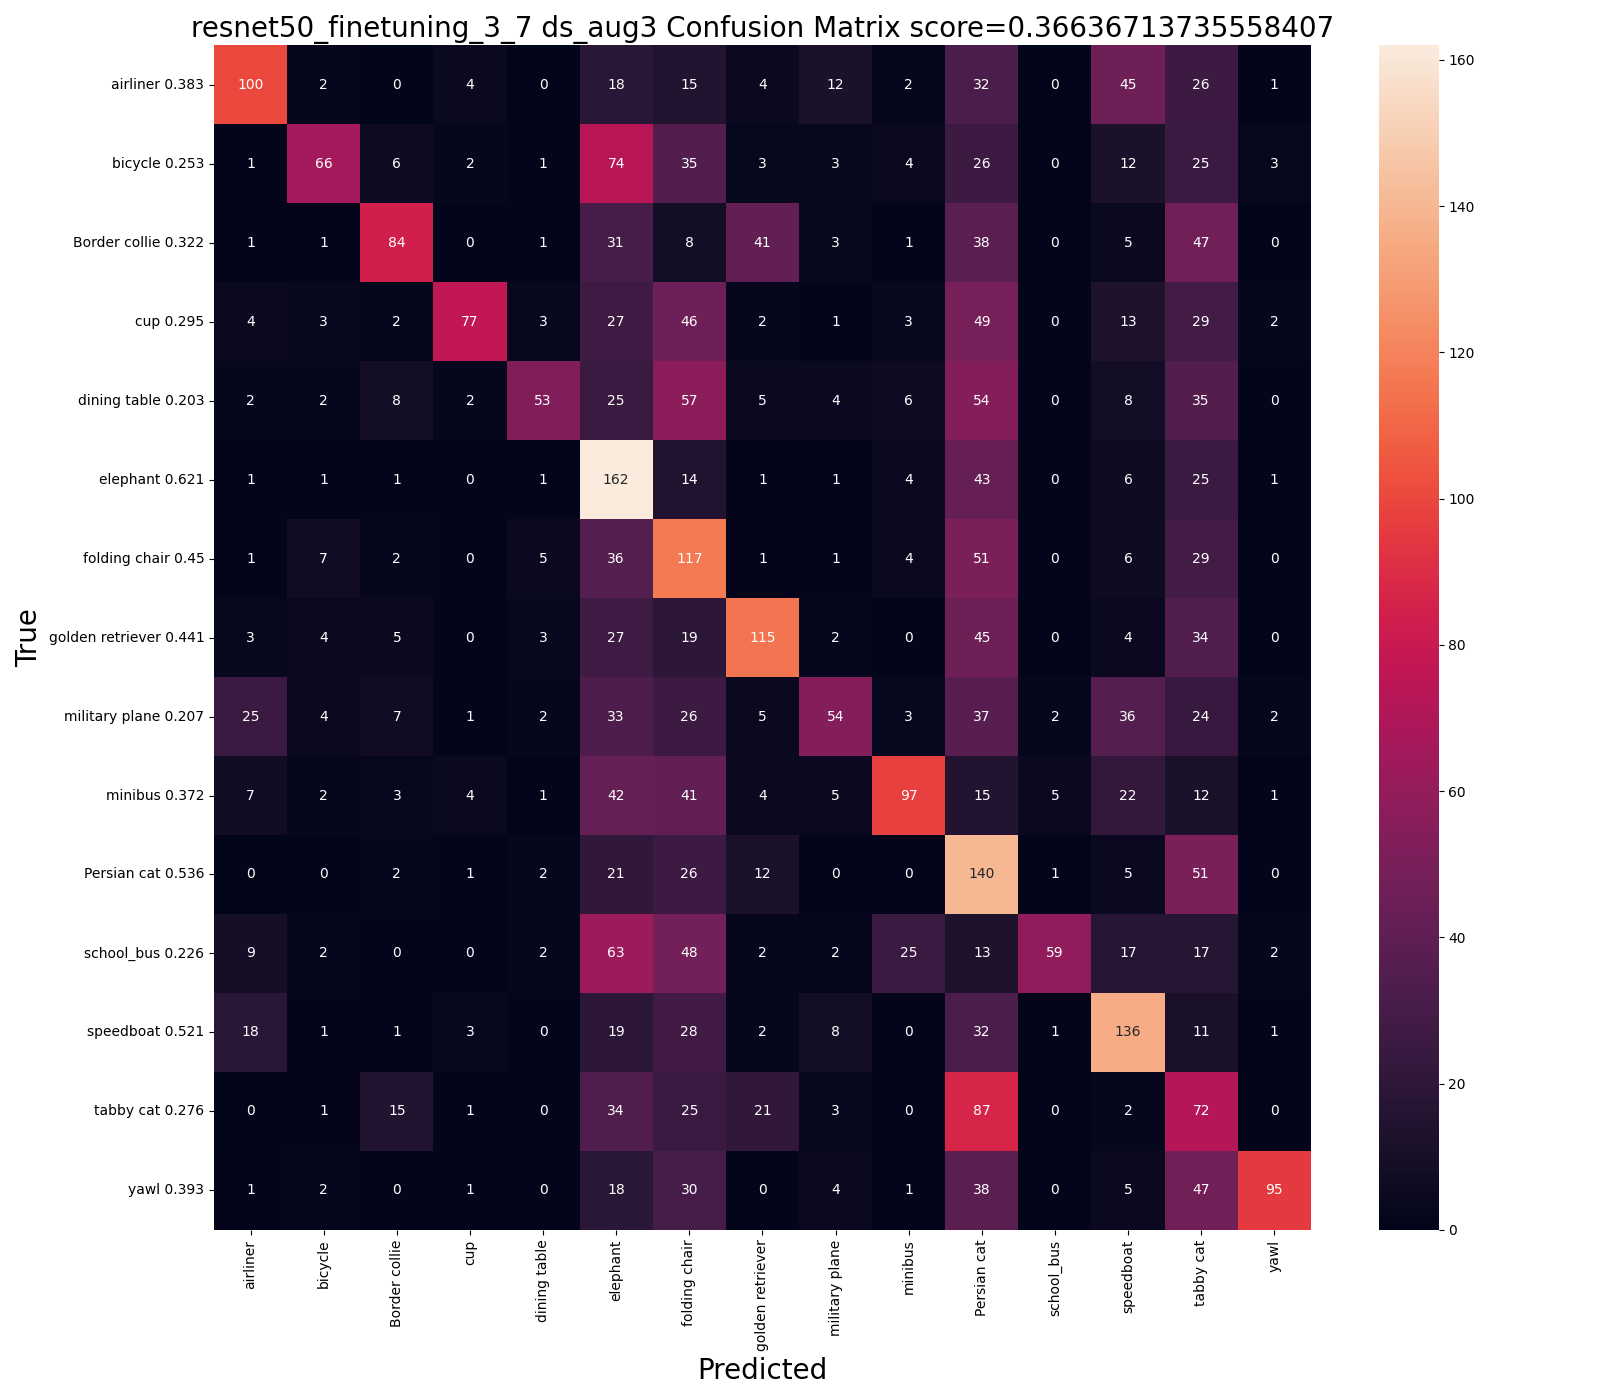 resnet50_finetuning_3_7 ds_aug3 Confusion Matrix score=0.36636713735558407
True
airliner 0.383 100 2 0 4 0 18 15 4 12 2 32 0 45 26 1
bicycle 0.253 1 66 6 2 1 74 35 3 3 4 26 0 12 25 3
Border collie 0.322 1 1 84 0 1 31 8 41 3 1 38 0 5 47 0
cup 0.295 4 3 2 77 3 27 46 2 1 3 49 0 13 29 2
dining table 0.203 2 2 8 2 53 25 57 5 4 6 54 0 8 35 0
elephant 0.621 1 1 1 0 1 162 14 1 1 4 43 0 6 25 1
folding chair 0.45 1 7 2 0 5 36 117 1 1 4 51 0 6 29 0
golden retriever 0.441 3 4 5 0 3 27 19 115 2 0 45 0 4 34 0
military plane 0.207 25 4 7 1 2 33 26 5 54 3 37 2 36 24 2
minibus 0.372 7 2 3 4 1 42 41 4 5 97 15 5 22 12 1
Persian cat 0.536 0 0 2 1 2 21 26 12 0 0 140 1 5 51 0
school_bus 0.226 9 2 0 0 2 63 48 2 2 25 13 59 17 17 2
speedboat 0.521 18 1 1 3 0 19 28 2 8 0 32 1 136 11 1
tabby cat 0.276 0 1 15 1 0 34 25 21 3 0 87 0 2 72 0
yawl 0.393 1 2 0 1 0 18 30 0 4 1 38 0 5 47 95
airliner
bicycle
Border collie
cup
dining table
elephant
folding chair
golden retriever
military plane
minibus
Persian cat
school_bus
speedboat
tabby cat
yawl
Predicted
160
140
120
100
80
60
40
20
0